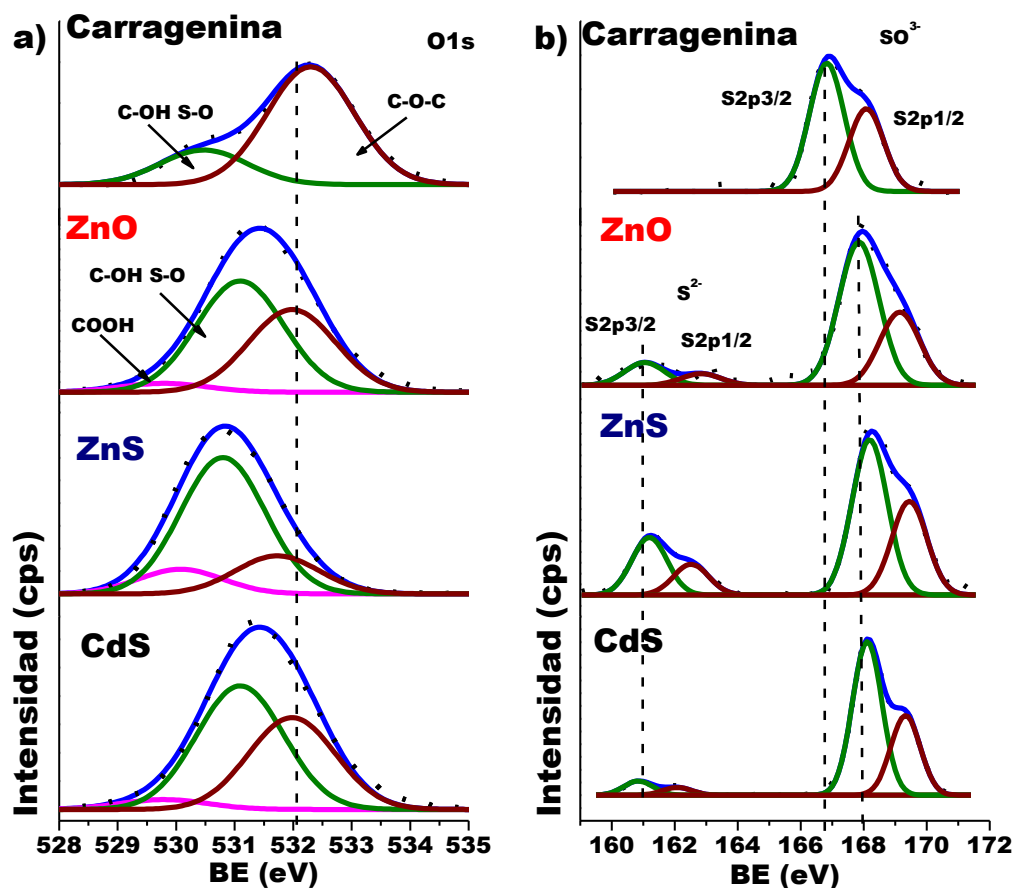 a)
Carragenina
O1s
C-OH S-O
C-O-C
ZnO
C-OH S-O
COOH
ZnS
CdS
Intensidad (cps)
528 529 530 531 532 533 534 535
BE (eV)
b)
Carragenina
SO³⁻
S2p3/2
S2p1/2
ZnO
S²⁻
S2p3/2
S2p1/2
ZnS
CdS
Intensidad (cps)
160 162 164 166 168 170 172
BE (eV)